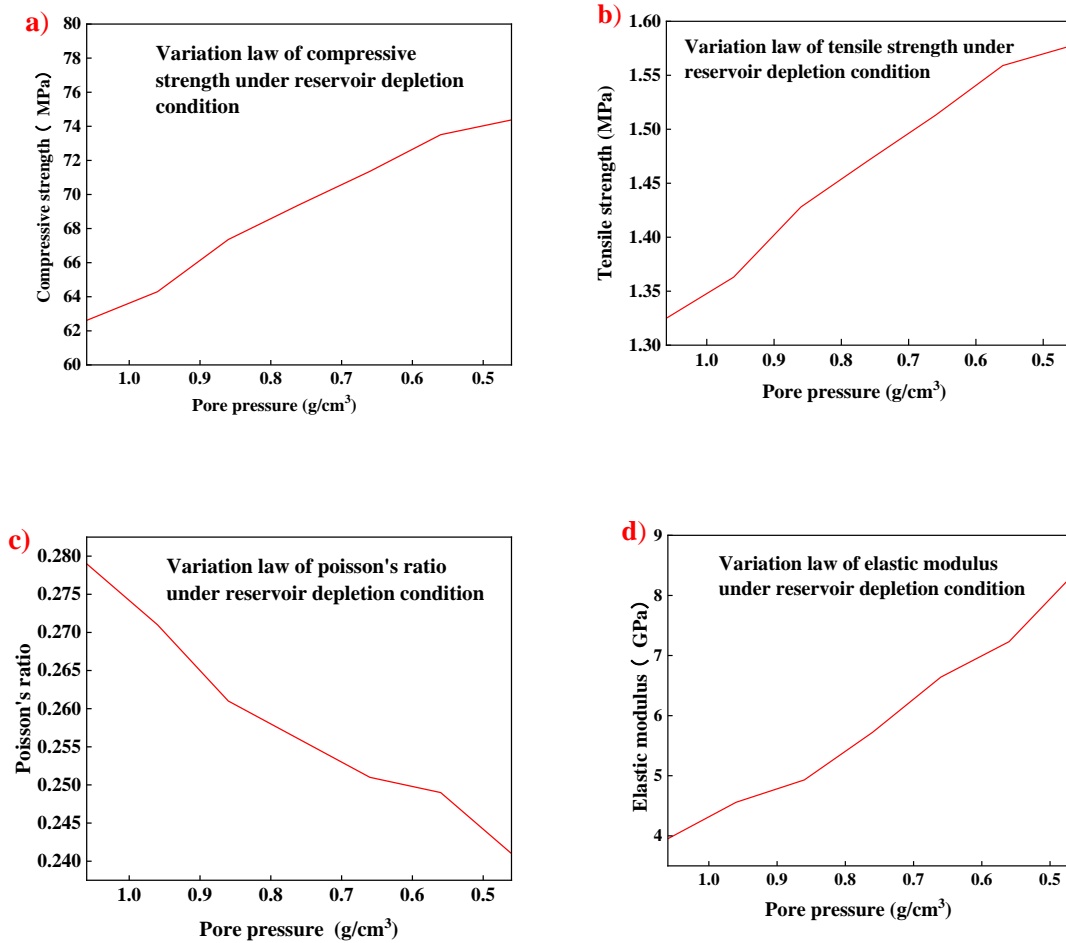 a)
Variation law of compressive
strength under reservoir depletion
condition
Compressive strength（ MPa)
80
78
76
74
72
70
68
66
64
62
60
1.0 0.9 0.8 0.7 0.6 0.5
Pore pressure (g/cm³)
b)
Variation law of tensile strength under
reservoir depletion condition
Tensile strength (MPa)
1.60
1.55
1.50
1.45
1.40
1.35
1.30
1.0 0.9 0.8 0.7 0.6 0.5
Pore pressure (g/cm³)
c)
Variation law of poisson's ratio
under reservoir depletion condition
Poisson's ratio
0.280
0.275
0.270
0.265
0.260
0.255
0.250
0.245
0.240
1.0 0.9 0.8 0.7 0.6 0.5
Pore pressure (g/cm³)
d)
Variation law of elastic modulus
under reservoir depletion condition
Elastic modulus（ GPa)
9
8
7
6
5
4
1.0 0.9 0.8 0.7 0.6 0.5
Pore pressure (g/cm³)